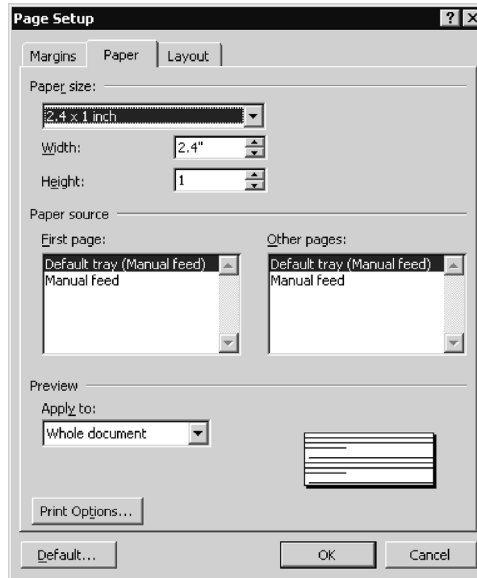 Page Setup
Margins Paper Layout
Paper size:
2.4 x 1 inch
Width: 2.4"
Height: 1
Paper source
First page: Other pages:
Default tray (Manual feed) Default tray (Manual feed)
Manual feed Manual feed
Preview
Apply to:
Whole document
Print Options...
Default... OK Cancel